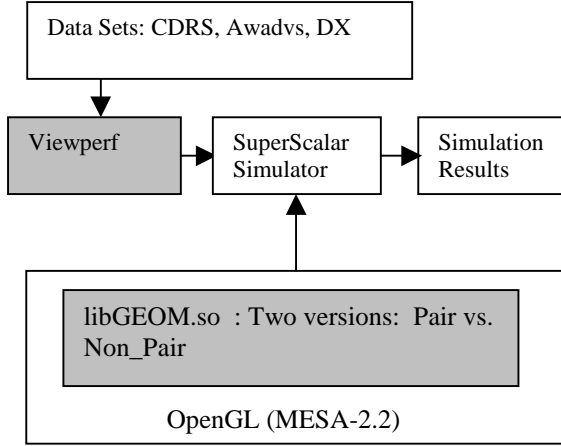 Data Sets: CDRS, Awadvs, DX
Viewperf
SuperScalar
Simulator
Simulation
Results
libGEOM.so : Two versions: Pair vs.
Non_Pair
OpenGL (MESA-2.2)